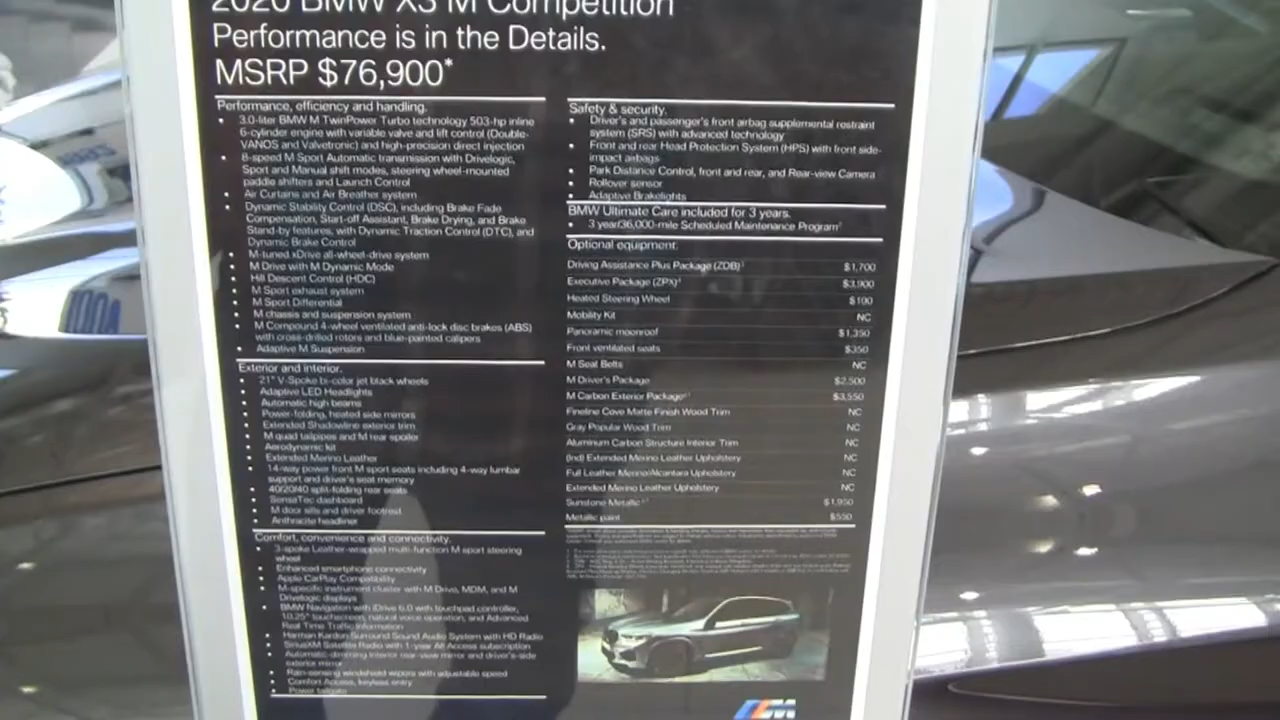 2020 BMW X3 M Competition
Performance is in the Details.
MSRP $76,900*
Performance, efficiency and handling.
• 3.0-liter BMW M TwinPower Turbo technology 503-hp inline
6-cylinder engine with variable valve and lift control (Double-
VANOS and Valvetronic) and high-precision direct injection
• 8-speed M Sport Automatic transmission with Drivelogic,
Sport and Manual shift modes, steering wheel-mounted
paddle shifters and Launch Control
• Air Curtains and Air Breather system
• Dynamic Stability Control (DSC), including Brake Fade
Compensation, Start-off Assistant, Brake Drying, and Brake
Stand-by features, with Dynamic Traction Control (DTC), and
Dynamic Brake Control
• M-tuned xDrive all-wheel-drive system
• M Drive with M Dynamic Mode
• Hill Descent Control (HDC)
• M Sport exhaust system
• M Sport Differential
• M chassis and suspension system
• M Compound 4-wheel ventilated anti-lock disc brakes (ABS)
with cross-drilled rotors and blue-painted calipers
• Adaptive M Suspension
Exterior and interior.
• 21" V-Spoke bi-color jet black wheels
• Adaptive LED Headlights
• Automatic high beams
• Power-folding, heated side mirrors
• Extended Shadowline exterior trim
• M quad tailpipes and M rear spoiler
• Aerodynamic kit
• Extended Merino Leather
• 14-way power front M sport seats including 4-way lumbar
support and driver's seat memory
• 40/20/40 split-folding rear seats
• SensaTec dashboard
• M door sills and driver footrest
• Anthracite headliner
Comfort, convenience and connectivity.
• 3-spoke Leather-wrapped multi-function M sport steering
wheel
• Enhanced smartphone connectivity
• Apple CarPlay Compatibility
• M-specific instrument cluster with M Drive, MDM, and M
Drivelogic displays
• BMW Navigation with iDrive 6.0 with touchpad controller,
10.25" touchscreen, natural voice operation, and Advanced
Real Time Traffic Information
• Harman Kardon Surround Sound Audio System with HD Radio
• SiriusXM Satellite Radio with 1-year All Access subscription
• Automatic-dimming interior rear-view mirror and driver's-side
exterior mirror
• Rain-sensing windshield wipers with adjustable speed
• Comfort Access, keyless entry
• Power tailgate
Safety & security.
• Driver's and passenger's front airbag supplemental restraint
system (SRS) with advanced technology
• Front and rear Head Protection System (HPS) with front side-
impact airbags
• Park Distance Control, front and rear, and Rear-view Camera
• Rollover sensor
• Adaptive Brakelights
BMW Ultimate Care included for 3 years.
• 3 year/36,000-mile Scheduled Maintenance Program
Optional equipment.
Driving Assistance Plus Package (ZDB) $1,700
Executive Package (ZPX) $3,900
Heated Steering Wheel $190
Mobility Kit NC
Panoramic moonroof $1,350
Front ventilated seats $350
M Seat Belts NC
M Driver's Package $2,500
M Carbon Exterior Package $3,550
Fineline Cove Matte Finish Wood Trim NC
Gray Popular Wood Trim NC
Aluminum Carbon Structure Interior Trim NC
(Ind) Extended Merino Leather Upholstery NC
Full Leather Merino/Alcantara Upholstery NC
Extended Merino Leather Upholstery NC
Sunstone Metallic $1,950
Metallic paint $550
M